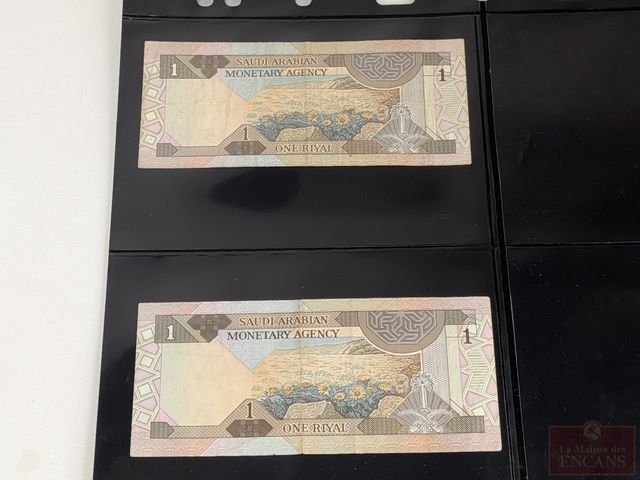 1
SAUDI ARABIAN
MONETARY AGENCY
1
1
ONE RIYAL
1
SAUDI ARABIAN
MONETARY AGENCY
1
1
ONE RIYAL
La Maison des
ENCANS